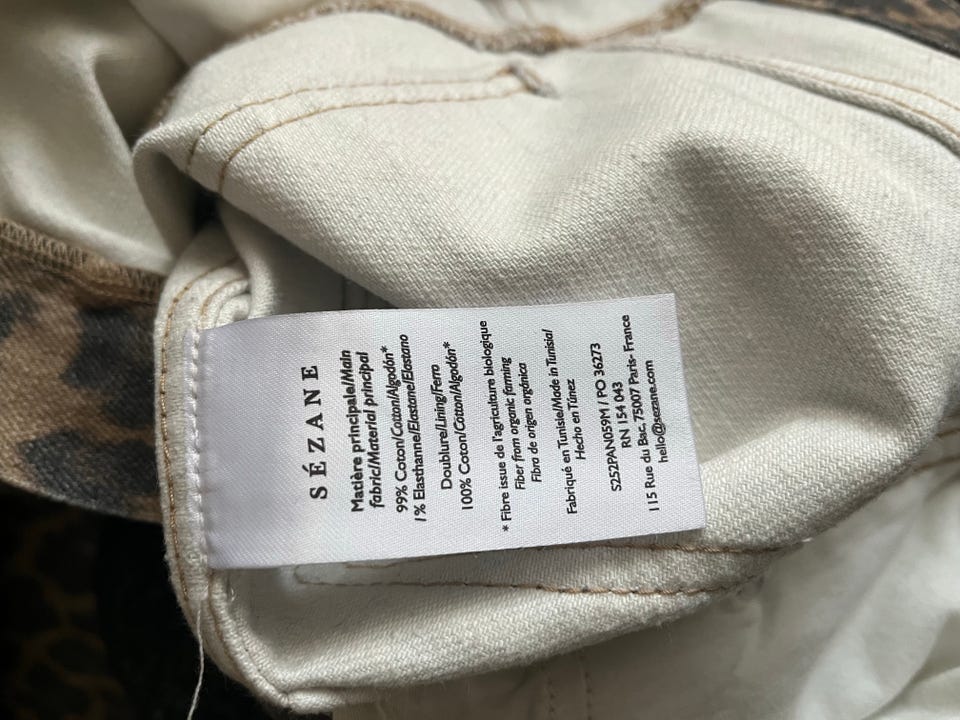 SÉZANE
Matière principale/Main
fabric/Material principal
99% Coton/Cotton/Algodón*
1% Elasthanne/Elastane/Elastano
Doublure/Lining/Ferro
100% Coton/Cotton/Algodón*
* Fibre issue de l'agriculture biologique
Fiber from organic farming
Fibra de origen orgánica
Fabriqué en Tunisie/Made in Tunisia/
Hecho en Túnez
S2S2PAN059M / PO 36273
RN 154 043
115 Rue du Bac, 75007 Paris- France
hello@sezane.com